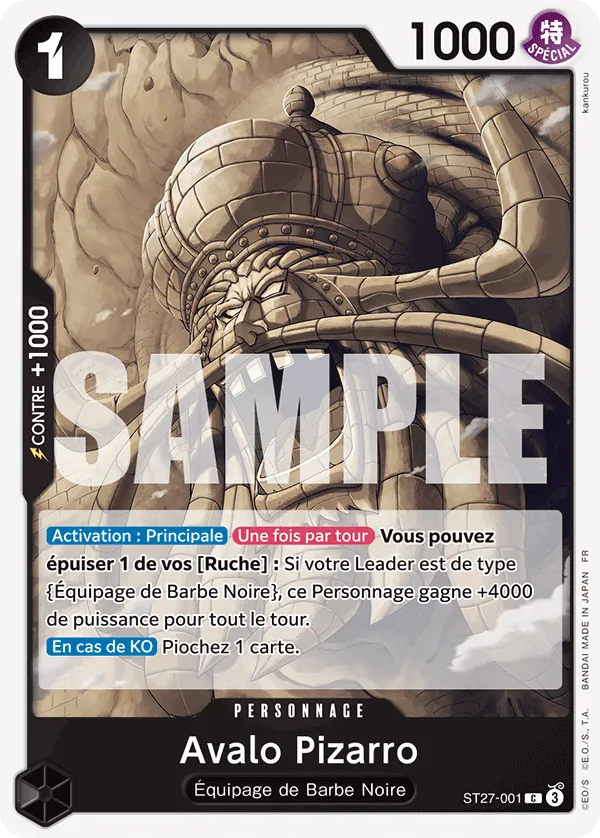 1
1000
特
SPÉCIAL
kankurou
CONTRE +1000
SAMPLE
Activation : Principale Une fois par tour Vous pouvez
épuiser 1 de vos [Ruche] : Si votre Leader est de type
{Équipage de Barbe Noire}, ce Personnage gagne +4000
de puissance pour tout le tour.
En cas de KO Piochez 1 carte.
PERSONNAGE
Avalo Pizarro
Équipage de Barbe Noire
ST27-001 C 3
©EO/S ©E.O./S., T.A. BANDAI MADE IN JAPAN FR